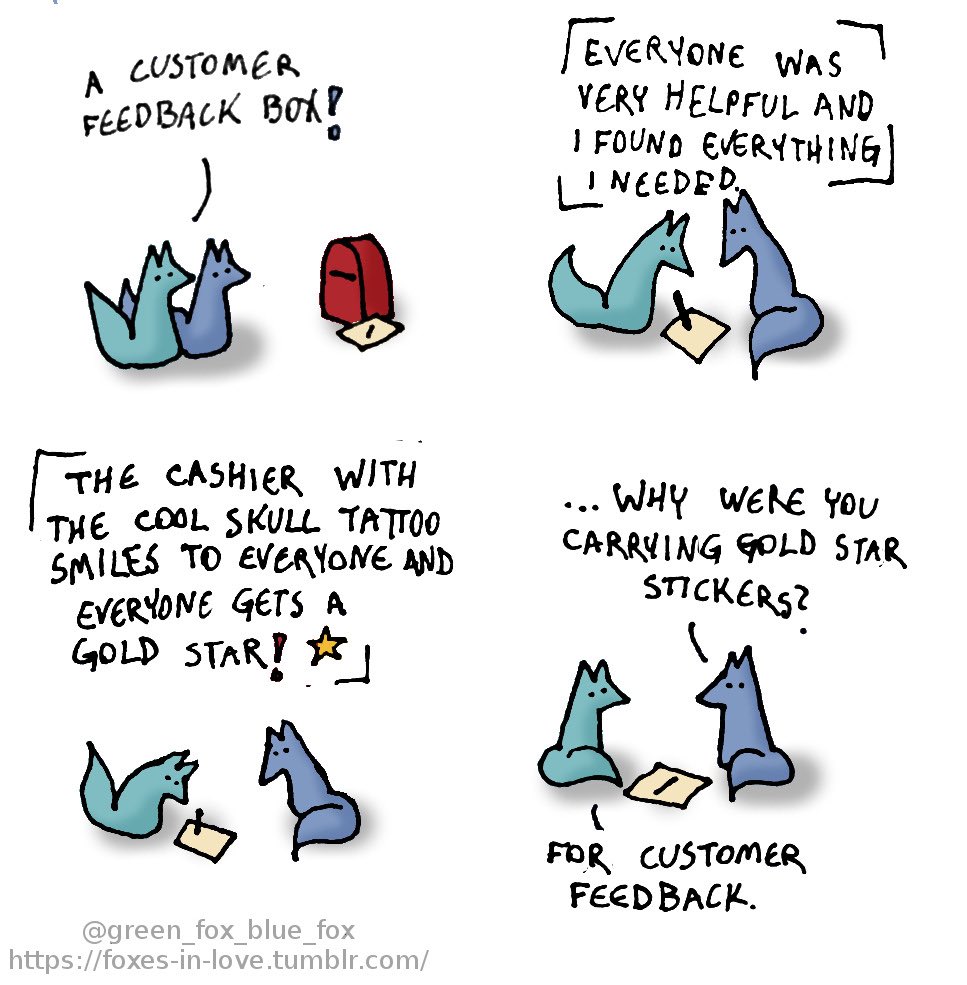 A CUSTOMER
FEEDBACK BOX!
EVERYONE WAS
VERY HELPFUL AND
I FOUND EVERYTHING
I NEEDED.
THE CASHIER WITH
THE COOL SKULL TATTOO
SMILES TO EVERYONE AND
EVERYONE GETS A
GOLD STAR!
...WHY WERE YOU
CARRYING GOLD STAR
STICKERS?
FOR CUSTOMER
FEEDBACK.
@green_fox_blue_fox
https://foxes-in-love.tumblr.com/